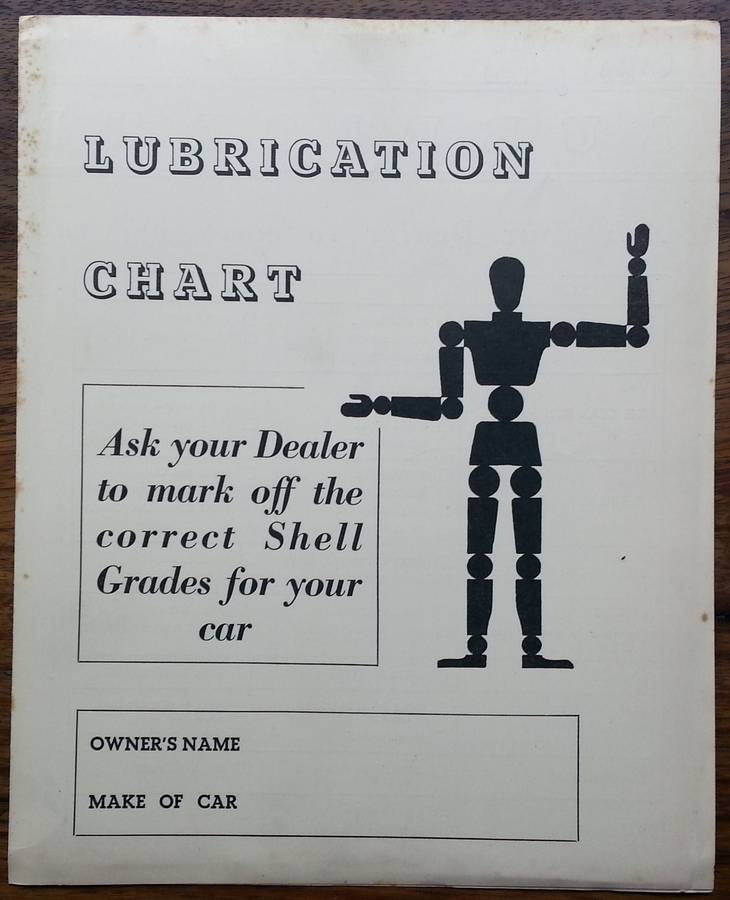 LUBRICATION
CHART
Ask your Dealer
to mark off the
correct Shell
Grades for your
car
OWNER'S NAME
MAKE OF CAR